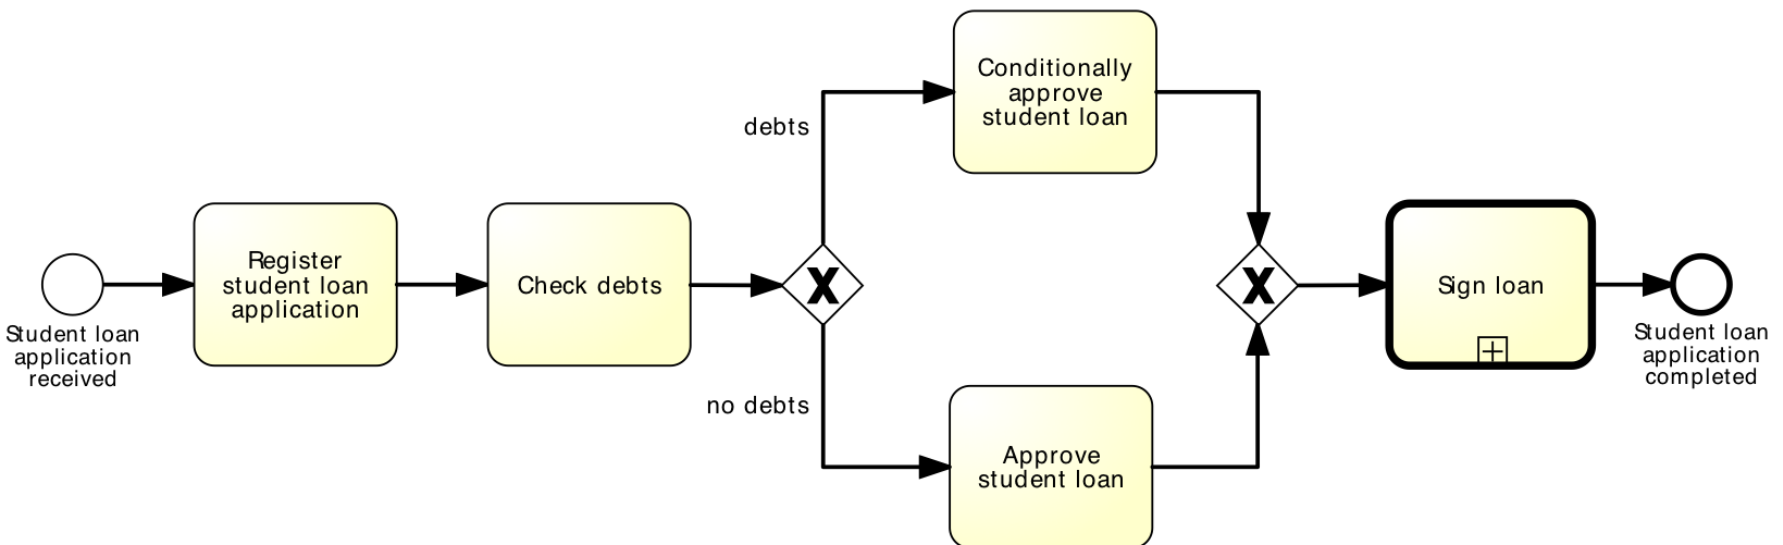 Student loan
application
received
Register
student loan
application
Check debts
debts
no debts
Conditionally
approve
student loan
Approve
student loan
Sign loan
Student loan
application
completed